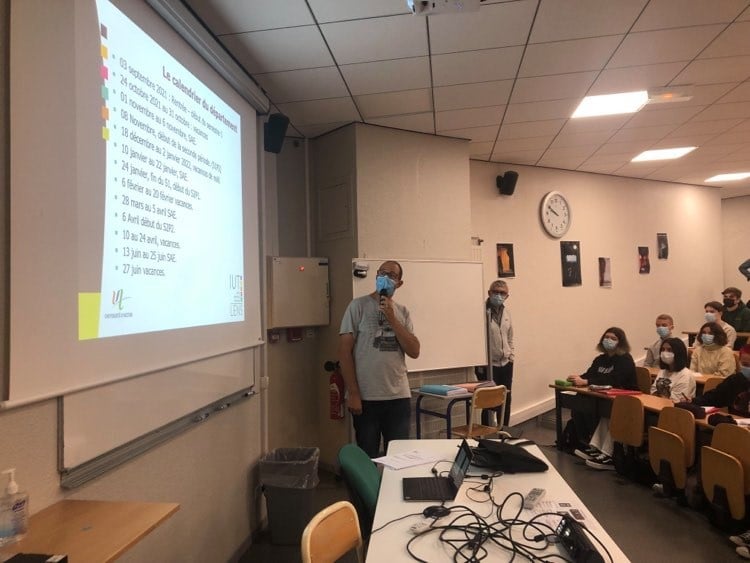 Le calendrier du département
• 03 septembre 2021 : Rentrée – début du semestre 1
• 24 octobre 2021 au 31 octobre : vacances
• 01 novembre au 6 novembre, SAE.
• 08 Novembre, début de la seconde période (S1P2)
• 18 décembre au 2 janvier 2022, vacances de noël
• 10 janvier au 22 janvier, SAE.
• 24 janvier, fin du S1, début du S2P1.
• 6 février au 20 février vacances.
• 28 mars au 5 avril SAE.
• 6 Avril début du S2P2.
• 10 au 24 avril, vacances.
• 13 juin au 25 juin SAE.
• 27 juin vacances.
IUT
LENS
UNIVERSITÉ D'ARTOIS